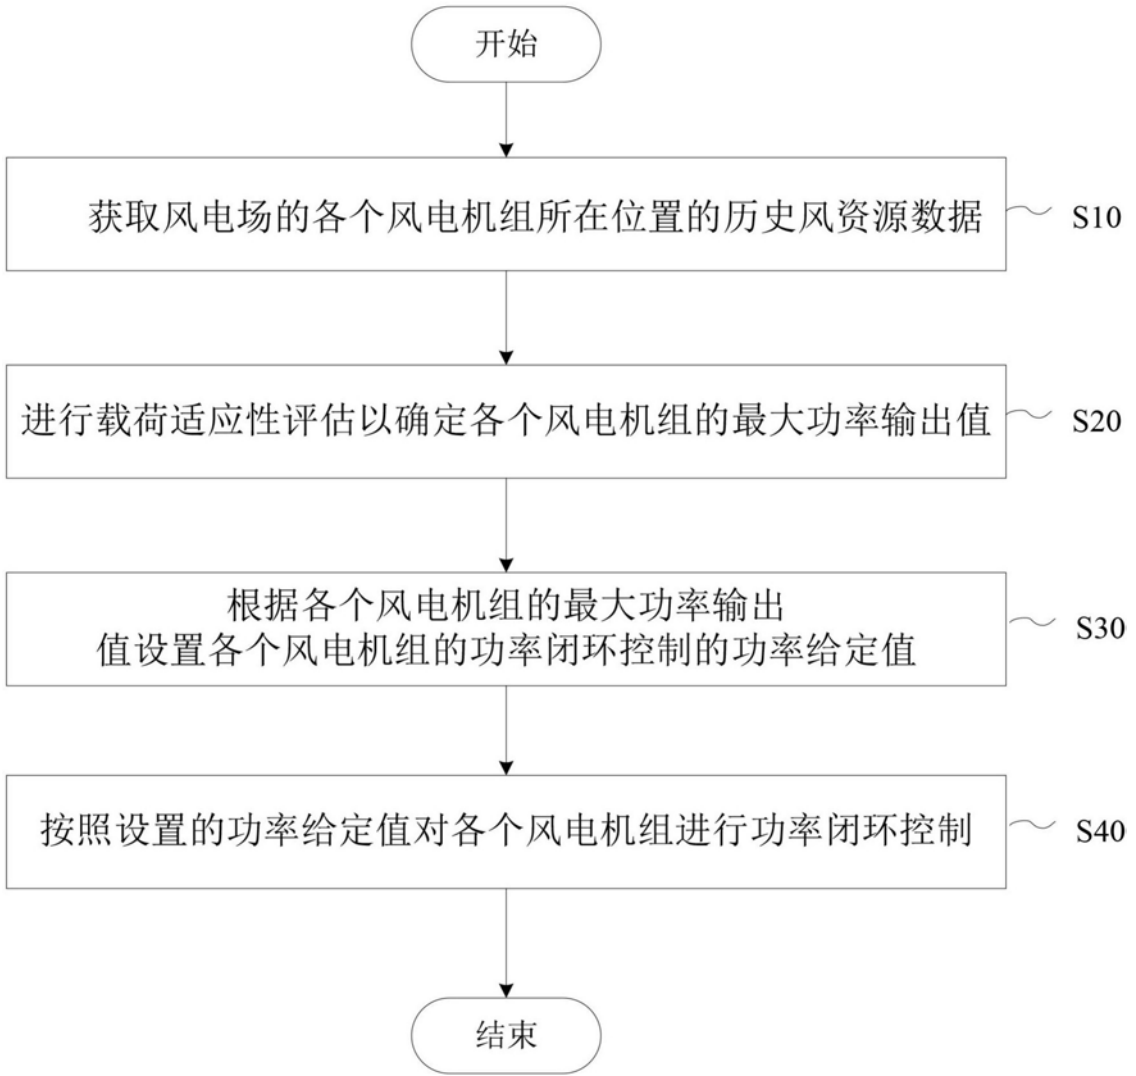 开始
获取风电场的各个风电机组所在位置的历史风资源数据
S10
进行载荷适应性评估以确定各个风电机组的最大功率输出值
S20
根据各个风电机组的最大功率输出
值设置各个风电机组的功率闭环控制的功率给定值
S30
按照设置的功率给定值对各个风电机组进行功率闭环控制
S40
结束